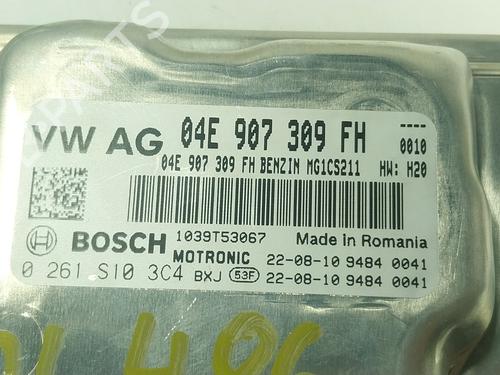 VW AG 04E 907 309 FH ----
0010
04E 907 309 FH BENZIN MG1CS211 HW: H20
BOSCH 1039T53067 Made in Romania
MOTRONIC 22-08-10 9484 0041
0 261 S10 3C4 BXJ 53F 22-08-10 9484 0041
496